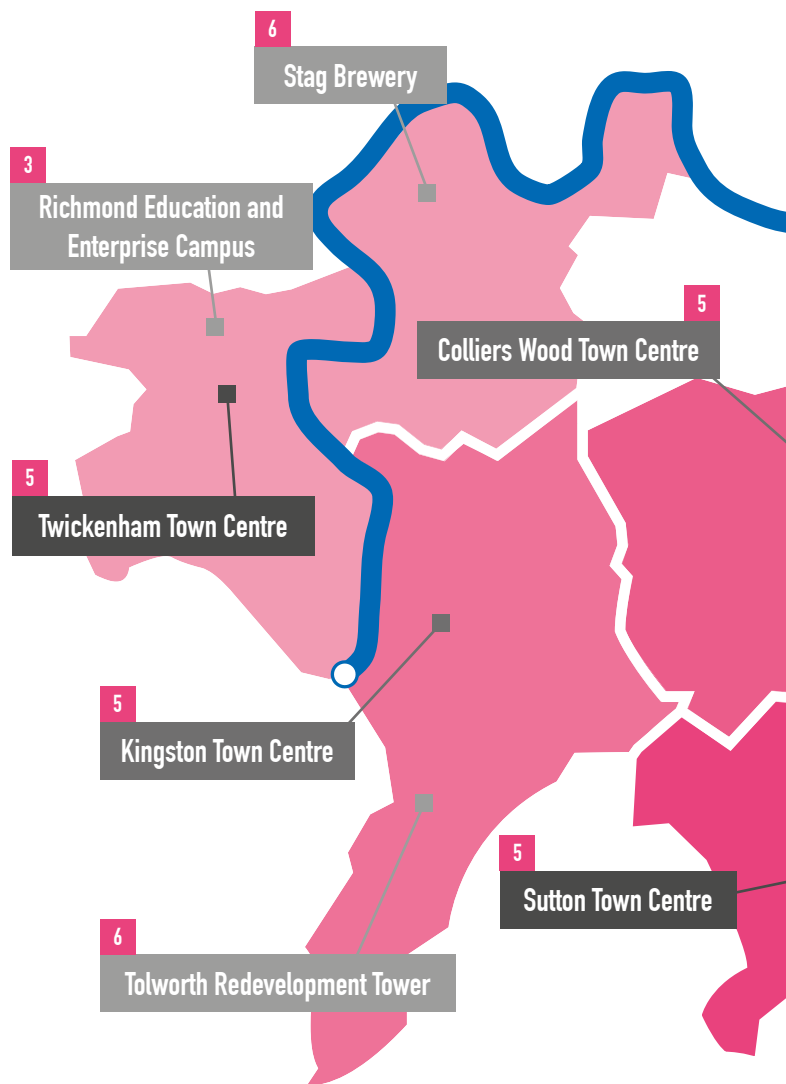 6
Stag Brewery
3
Richmond Education and
Enterprise Campus
5
Colliers Wood Town Centre
5
Twickenham Town Centre
5
Kingston Town Centre
5
Sutton Town Centre
6
Tolworth Redevelopment Tower